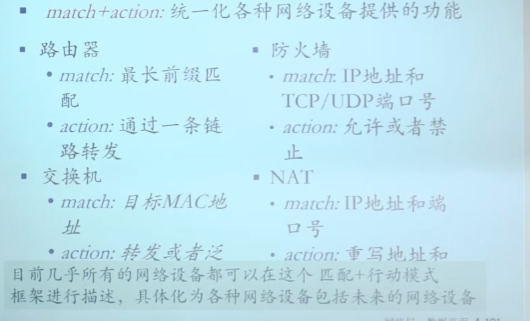 ▪ match+action: 统一化各种网络设备提供的功能
▪ 路由器
• match: 最长前缀匹
配
• action: 通过一条链
路转发
▪ 交换机
• match: 目标MAC地
址
• action: 转发或者泛
▪ 防火墙
• match: IP地址和
TCP/UDP端口号
• action: 允许或者禁
止
▪ NAT
• match: IP地址和端
口号
• action: 重写地址和
目前几乎所有的网络设备都可以在这个 匹配+行动模式
框架进行描述，具体化为各种网络设备包括未来的网络设备